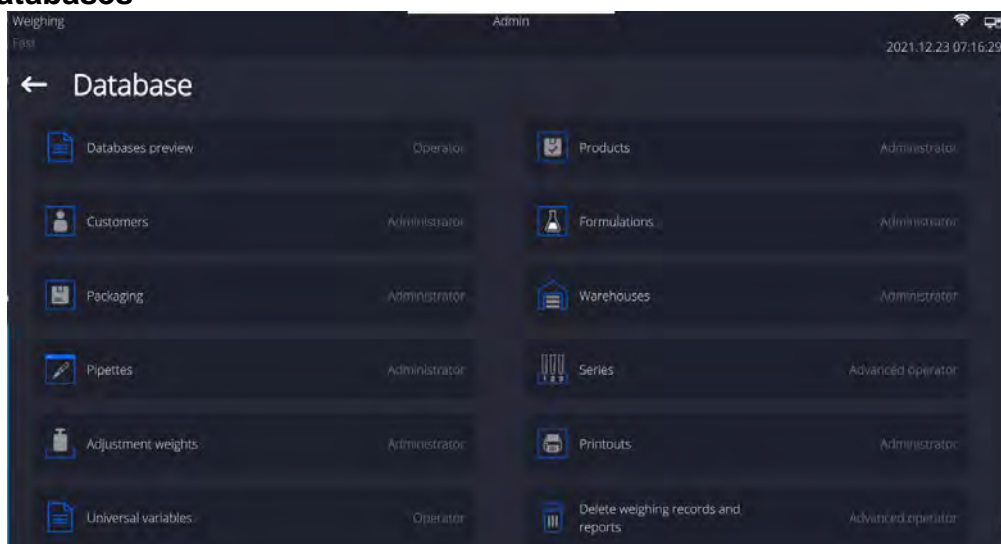 Weighing Admin
Fast 2021.12.23 07:16:29
← Database
Databases preview Operator Products Administrator
Customers Administrator Formulations Administrator
Packaging Administrator Warehouses Administrator
Pipettes Administrator Series Advanced operator
Adjustment weights Administrator Printouts Administrator
Universal variables Operator Delete weighing records and
reports Advanced operator